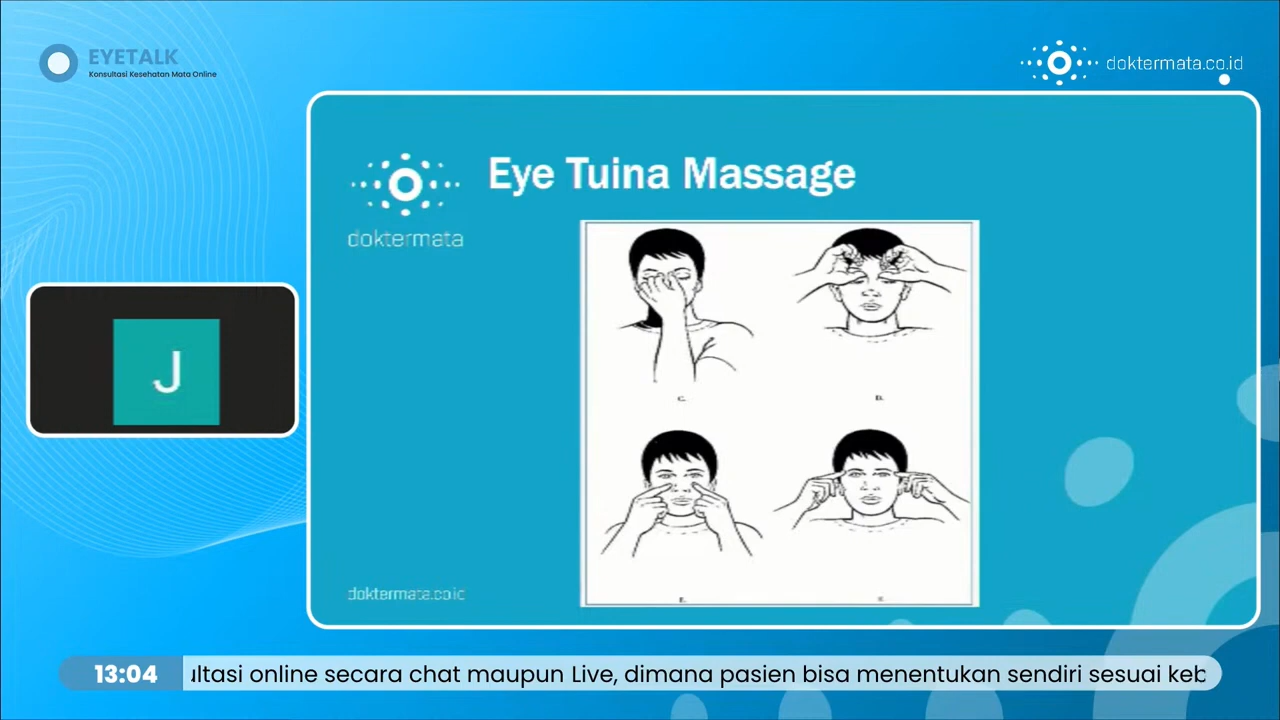 EYETALK
Konsultasi Kesehatan Mata Online
doktermata.co.id
Eye Tuina Massage
doktermata
J
C.
D.
E.
doktermata.co.id
13:04
ltasi online secara chat maupun Live, dimana pasien bisa menentukan sendiri sesuai keb